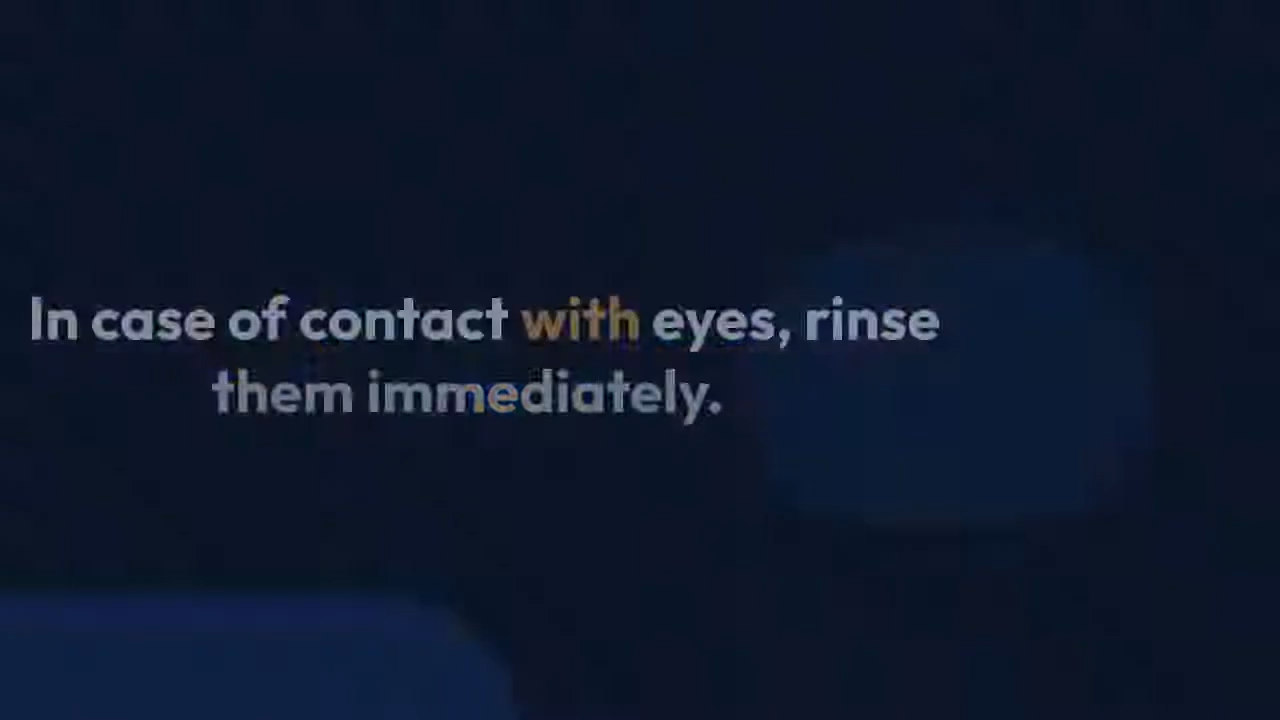 In case of contact with eyes, rinse
them immediately.